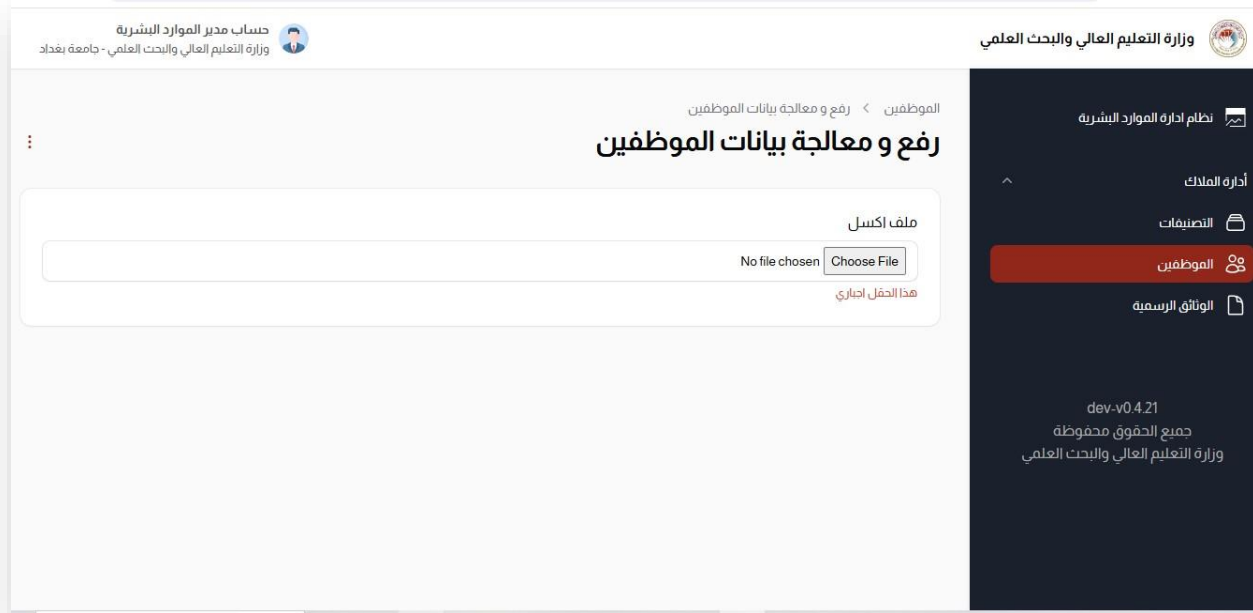 وزارة التعليم العالي والبحث العلمي
حساب مدير الموارد البشرية
وزارة التعليم العالي والبحث العلمي - جامعة بغداد
نظام ادارة الموارد البشرية
أدارة الملاك
التصنيفات
الموظفين
الوثائق الرسمية
dev-v0.4.21
جميع الحقوق محفوظة
وزارة التعليم العالي والبحث العلمي
الموظفين > رفع و معالجة بيانات الموظفين
رفع و معالجة بيانات الموظفين
ملف اكسل
Choose File No file chosen
هذا الحقل اجباري